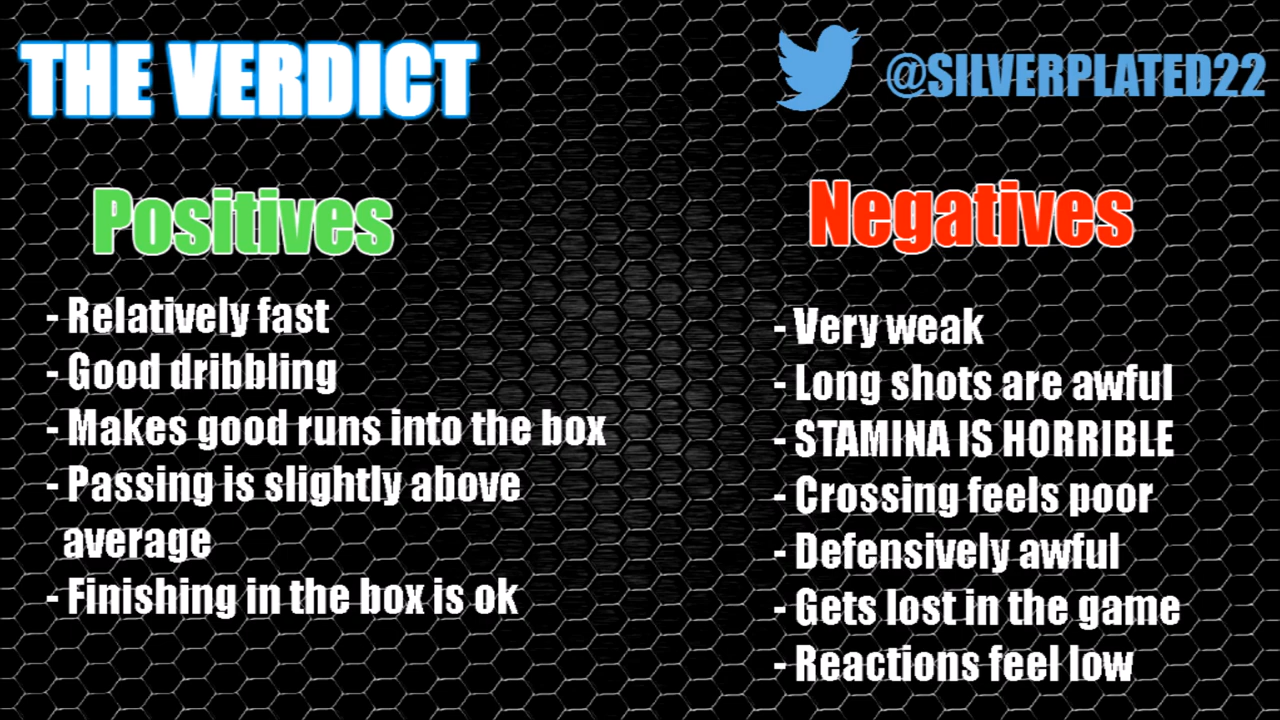 THE VERDICT
@SILVERPLATED22
Positives
- Relatively fast
- Good dribbling
- Makes good runs into the box
- Passing is slightly above
average
- Finishing in the box is ok
Negatives
- Very weak
- Long shots are awful
- STAMINA IS HORRIBLE
- Crossing feels poor
- Defensively awful
- Gets lost in the game
- Reactions feel low